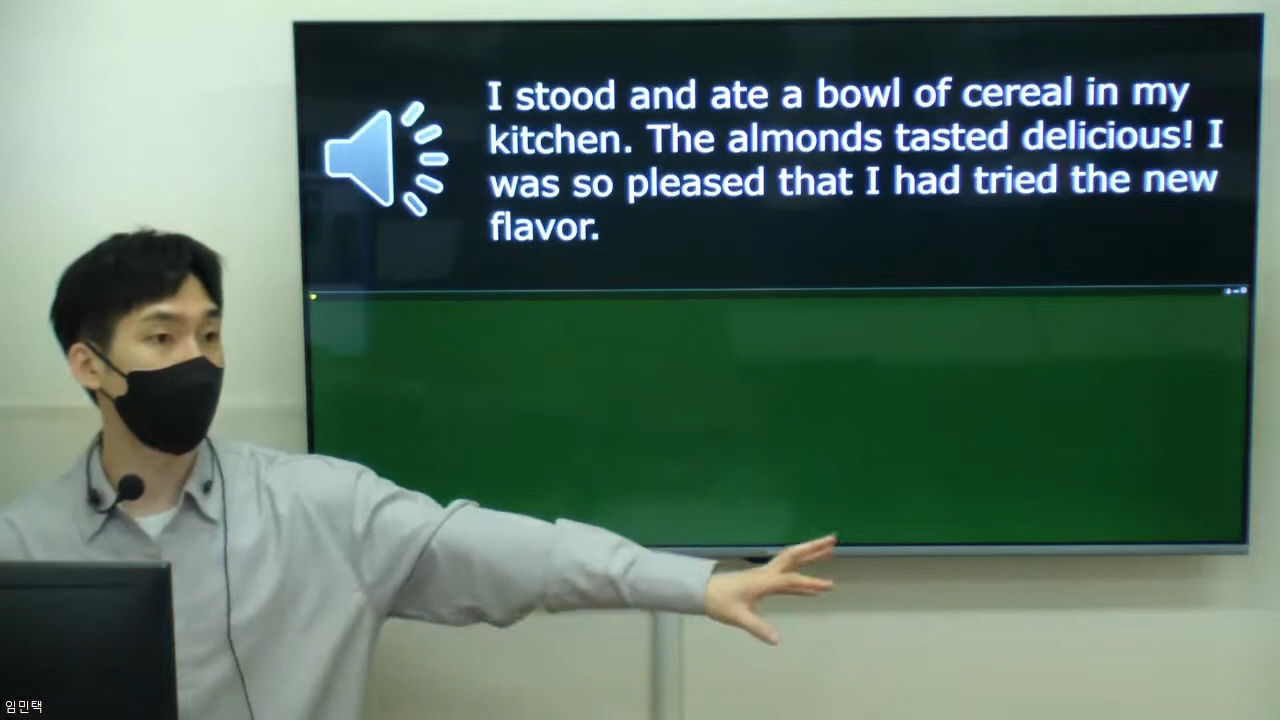 I stood and ate a bowl of cereal in my
kitchen. The almonds tasted delicious! I
was so pleased that I had tried the new
flavor.
임민택